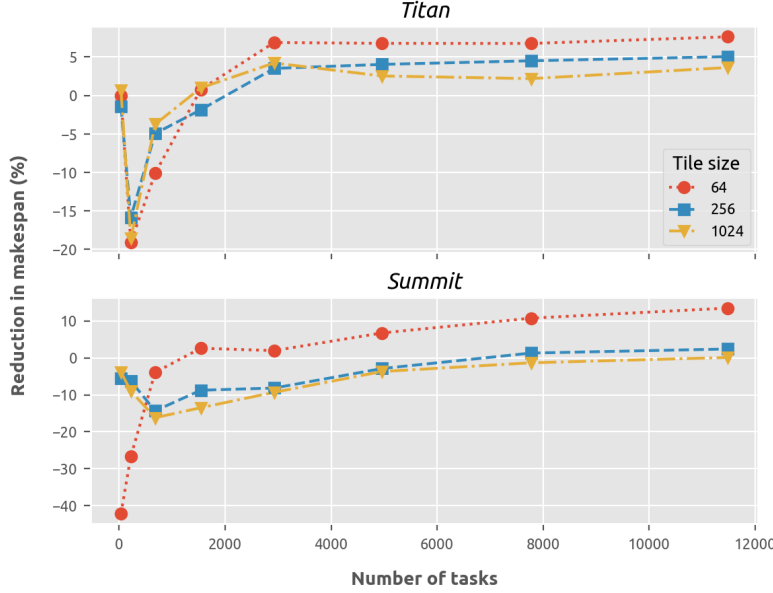 Titan
5
0
−5
−10
−15
−20
Tile size
64
256
1024
Reduction in makespan (%)
Summit
10
0
−10
−20
−30
−40
0 2000 4000 6000 8000 10000 12000
Number of tasks